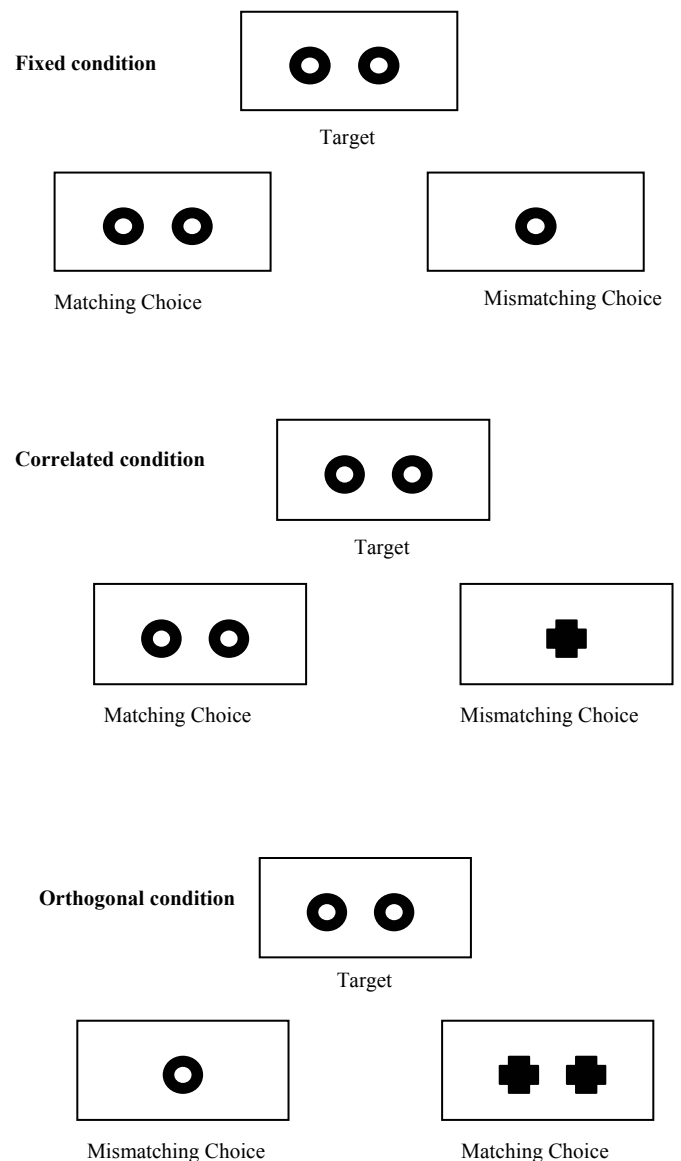 Fixed condition
Target
Matching Choice
Mismatching Choice
Correlated condition
Target
Matching Choice
Mismatching Choice
Orthogonal condition
Target
Mismatching Choice
Matching Choice